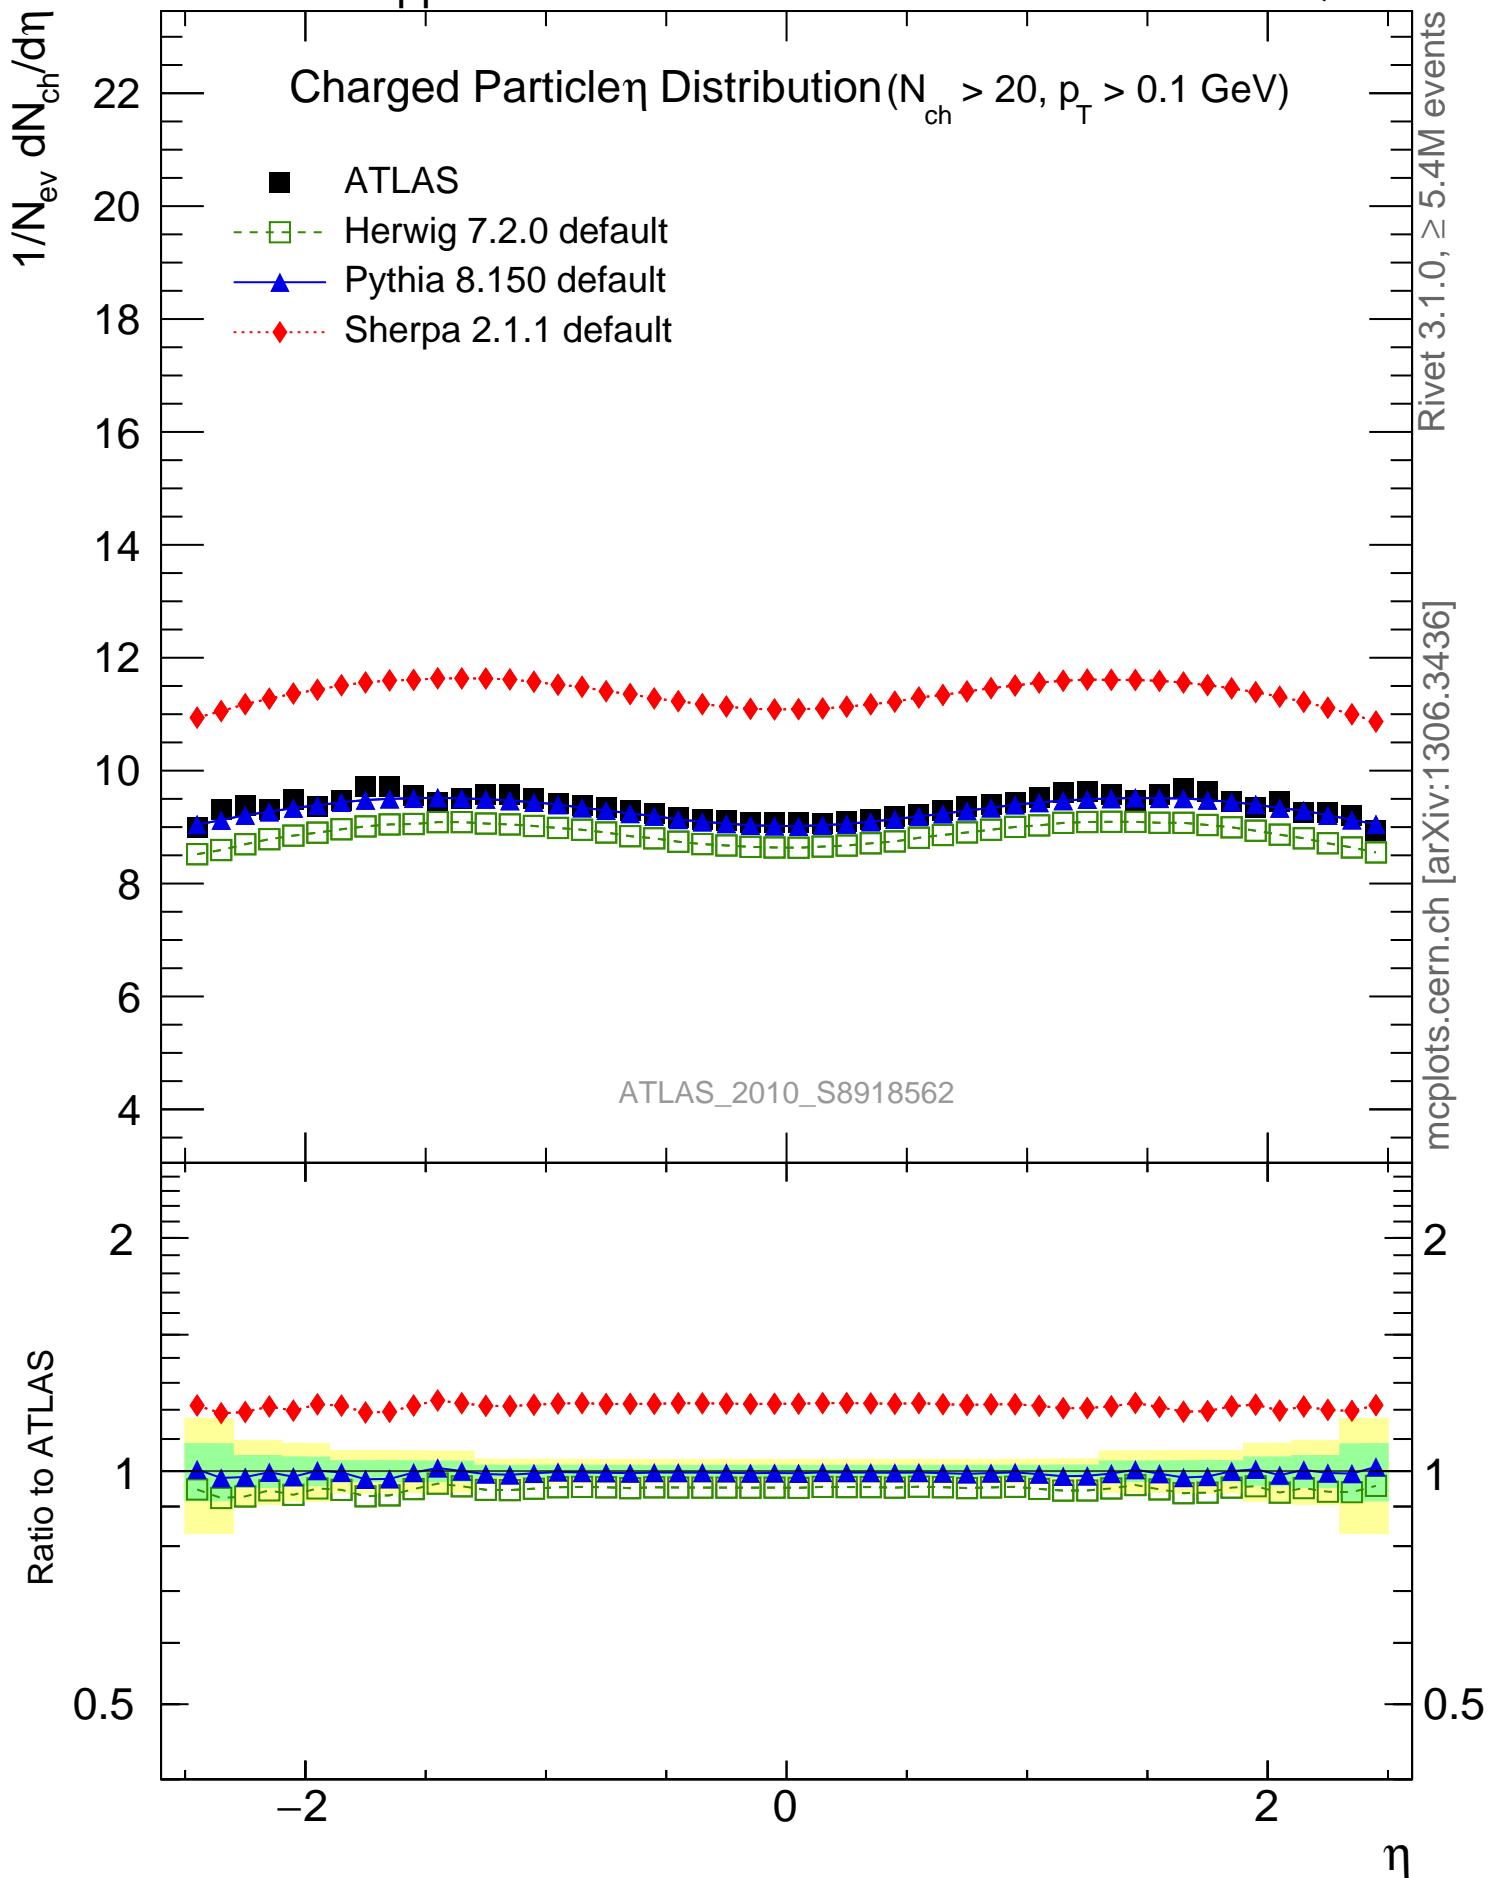 pp
1/N_ev dN_ch/dη
Charged Particle η Distribution (N_ch > 20, p_T > 0.1 GeV)
ATLAS
Herwig 7.2.0 default
Pythia 8.150 default
Sherpa 2.1.1 default
22
20
18
16
14
12
10
8
6
4
ATLAS_2010_S8918562
Rivet 3.1.0, ≥ 5.4M events
mcplots.cern.ch [arXiv:1306.3436]
Ratio to ATLAS
2 2
1 1
0.5 0.5
−2 0 2
η